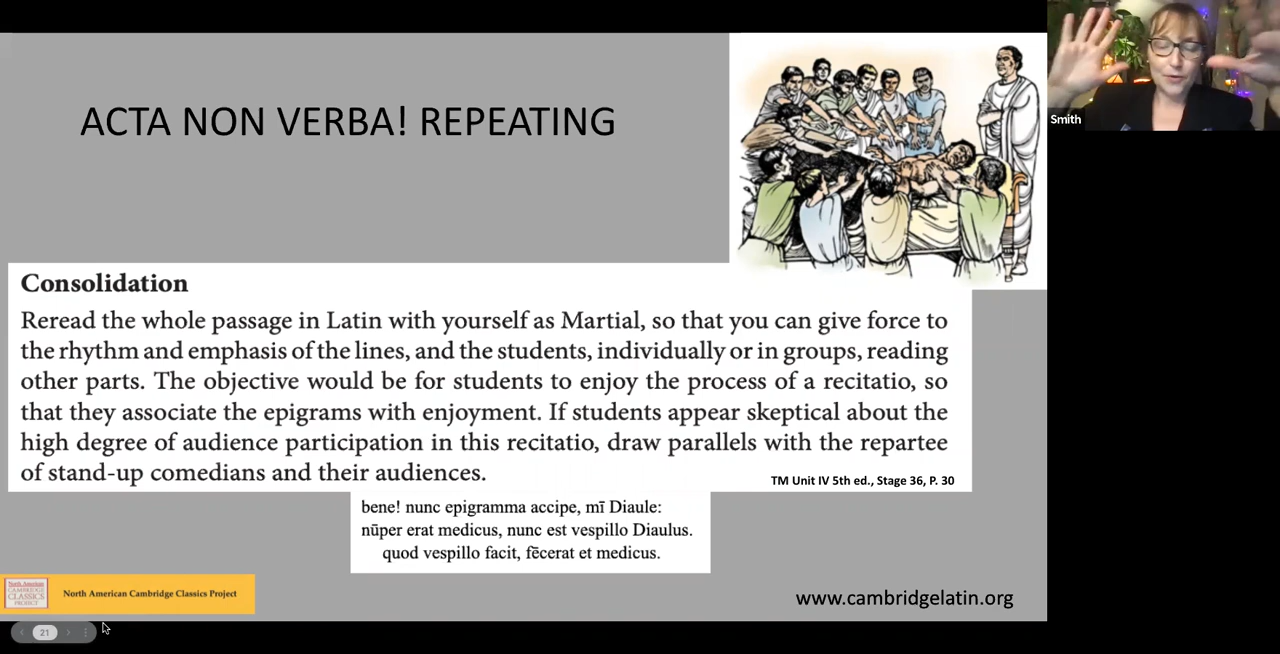 ACTA NON VERBA! REPEATING
Smith
Consolidation
Reread the whole passage in Latin with yourself as Martial, so that you can give force to
the rhythm and emphasis of the lines, and the students, individually or in groups, reading
other parts. The objective would be for students to enjoy the process of a recitatio, so
that they associate the epigrams with enjoyment. If students appear skeptical about the
high degree of audience participation in this recitatio, draw parallels with the repartee
of stand-up comedians and their audiences.
TM Unit IV 5th ed., Stage 36, P. 30
bene! nunc epigramma accipe, mī Diaule:
nūper erat medicus, nunc est vespillo Diaulus.
quod vespillo facit, fēcerat et medicus.
North American
CAMBRIDGE
CLASSICS
PROJECT
North American Cambridge Classics Project
www.cambridgelatin.org
21